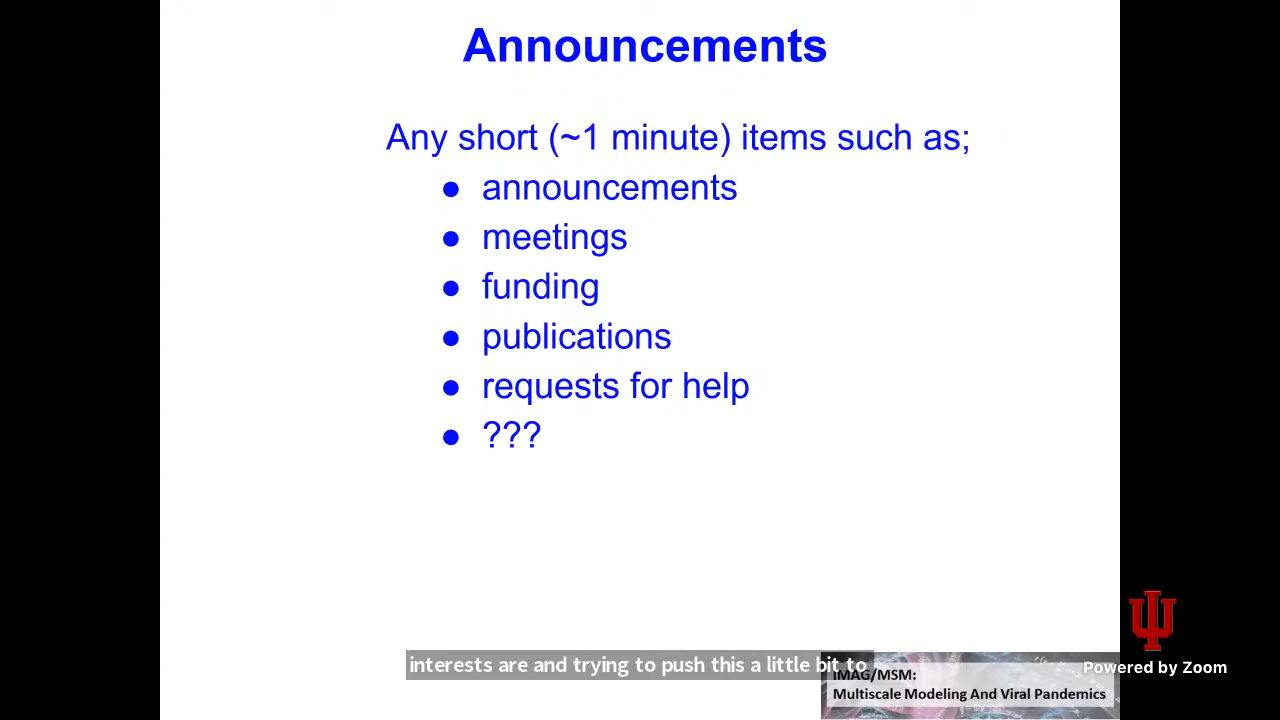 Announcements
Any short (~1 minute) items such as;
● announcements
● meetings
● funding
● publications
● requests for help
● ???
interests are and trying to push this a little bit to
IMAG/MSM:
Multiscale Modeling And Viral Pandemics
Powered by Zoom